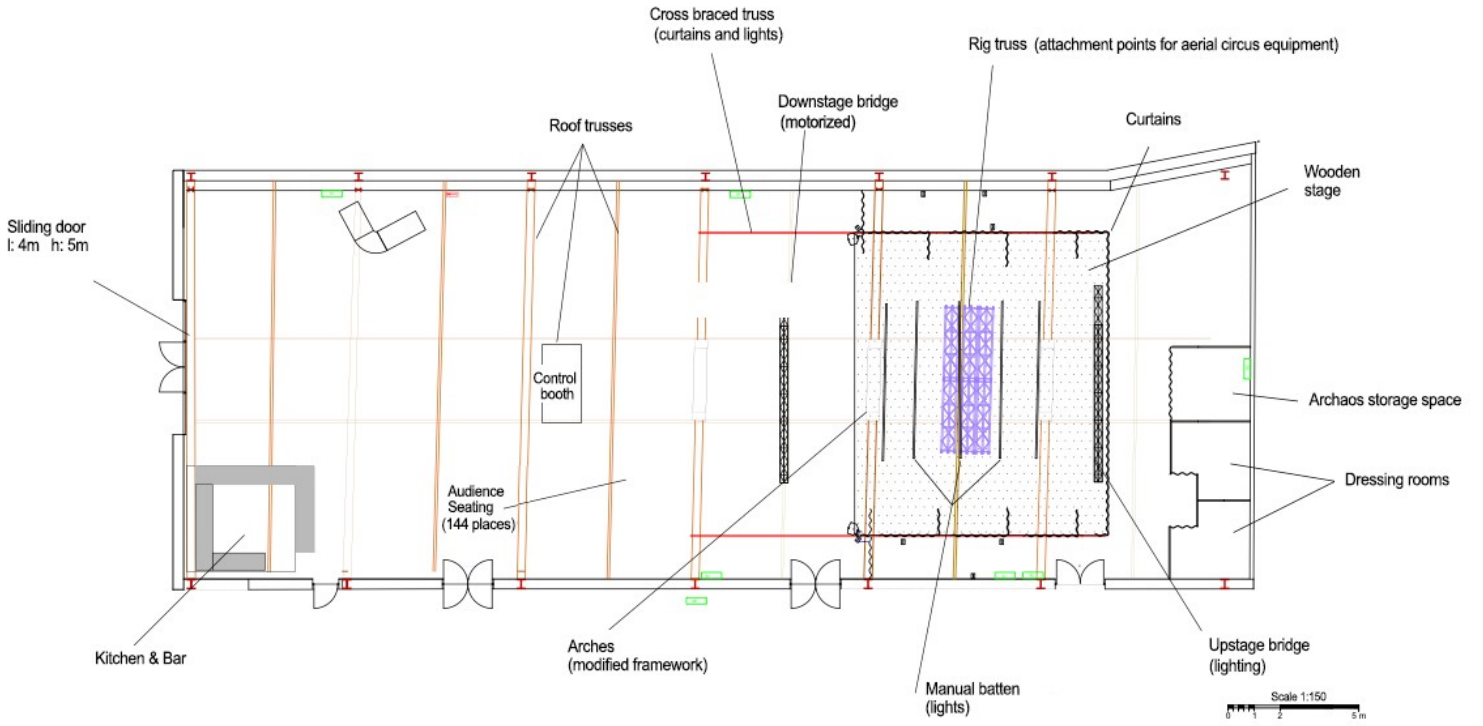 Cross braced truss
(curtains and lights)
Rig truss (attachment points for aerial circus equipment)
Downstage bridge
(motorized)
Roof trusses
Curtains
Wooden
stage
Sliding door
l: 4m h: 5m
Control
booth
Archaos storage space
Dressing rooms
Audience
Seating
(144 places)
Kitchen & Bar
Arches
(modified framework)
Manual batten
(lights)
Upstage bridge
(lighting)
Scale 1:150
0 1 2 5 m